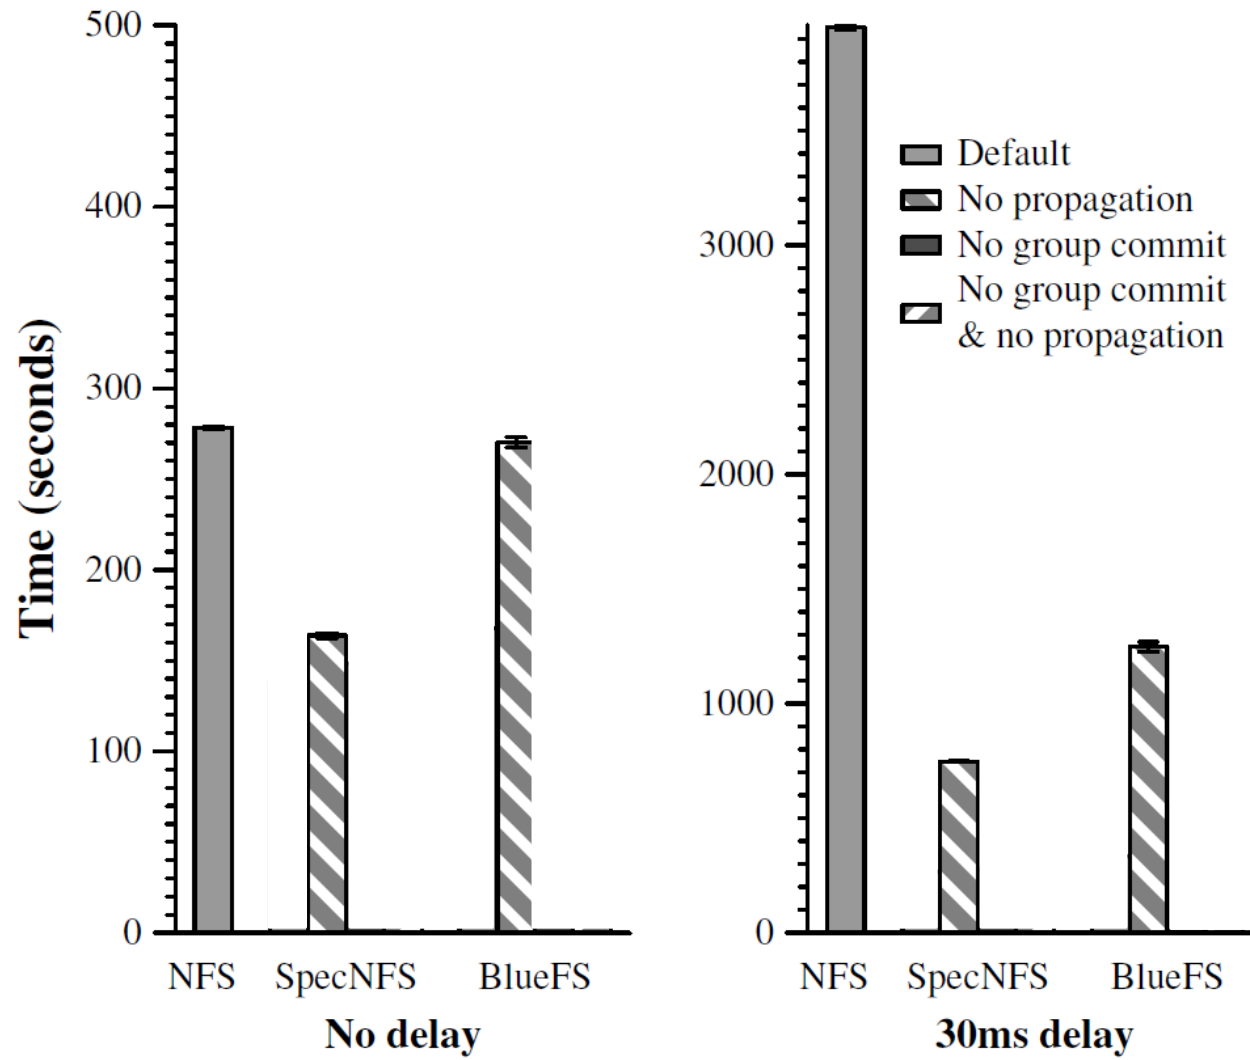 Time (seconds)
500
400
300
200
100
0
NFS
SpecNFS
BlueFS
No delay
3000
2000
1000
0
Default
No propagation
No group commit
No group commit
& no propagation
NFS
SpecNFS
BlueFS
30ms delay